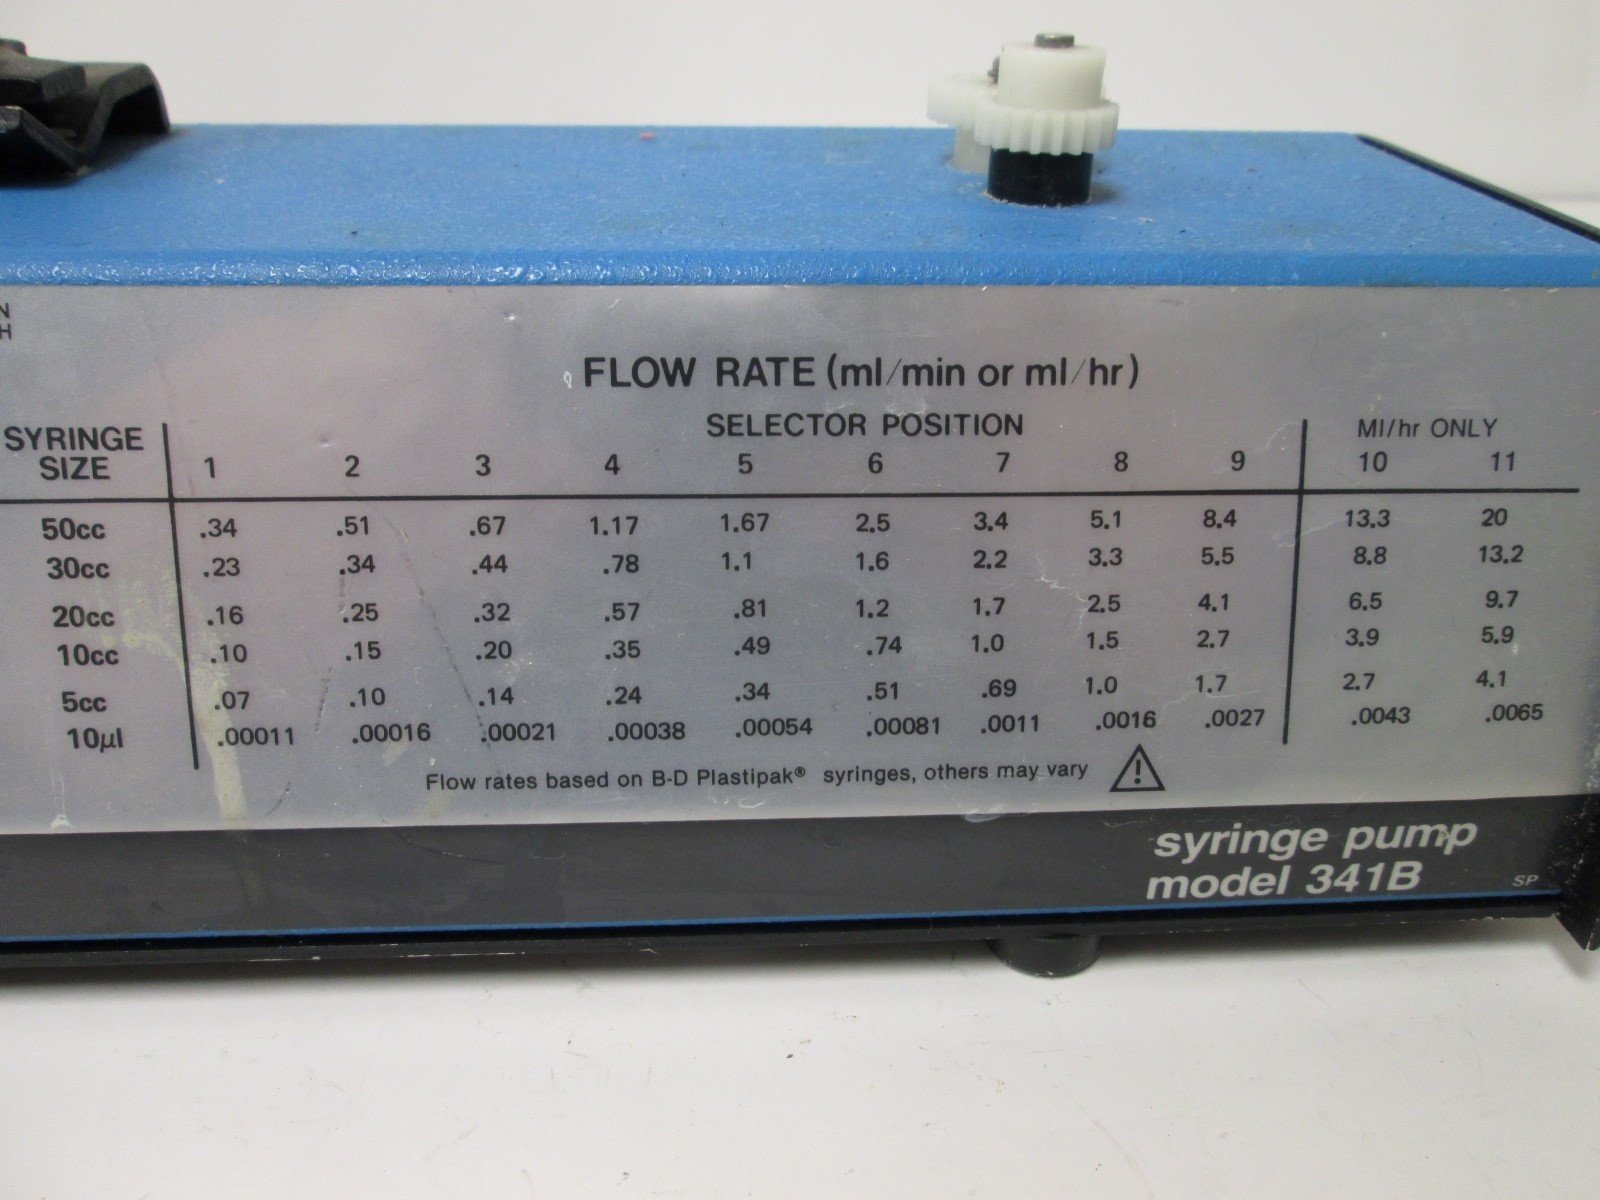 N
H
FLOW RATE (ml/min or ml/hr)
SELECTOR POSITION
Ml/hr ONLY
SYRINGE
SIZE
1 2 3 4 5 6 7 8 9 10 11
50cc .34 .51 .67 1.17 1.67 2.5 3.4 5.1 8.4 13.3 20
30cc .23 .34 .44 .78 1.1 1.6 2.2 3.3 5.5 8.8 13.2
20cc .16 .25 .32 .57 .81 1.2 1.7 2.5 4.1 6.5 9.7
10cc .10 .15 .20 .35 .49 .74 1.0 1.5 2.7 3.9 5.9
5cc .07 .10 .14 .24 .34 .51 .69 1.0 1.7 2.7 4.1
10µl .00011 .00016 .00021 .00038 .00054 .00081 .0011 .0016 .0027 .0043 .0065
Flow rates based on B-D Plastipak® syringes, others may vary
!
syringe pump
model 341B
SP